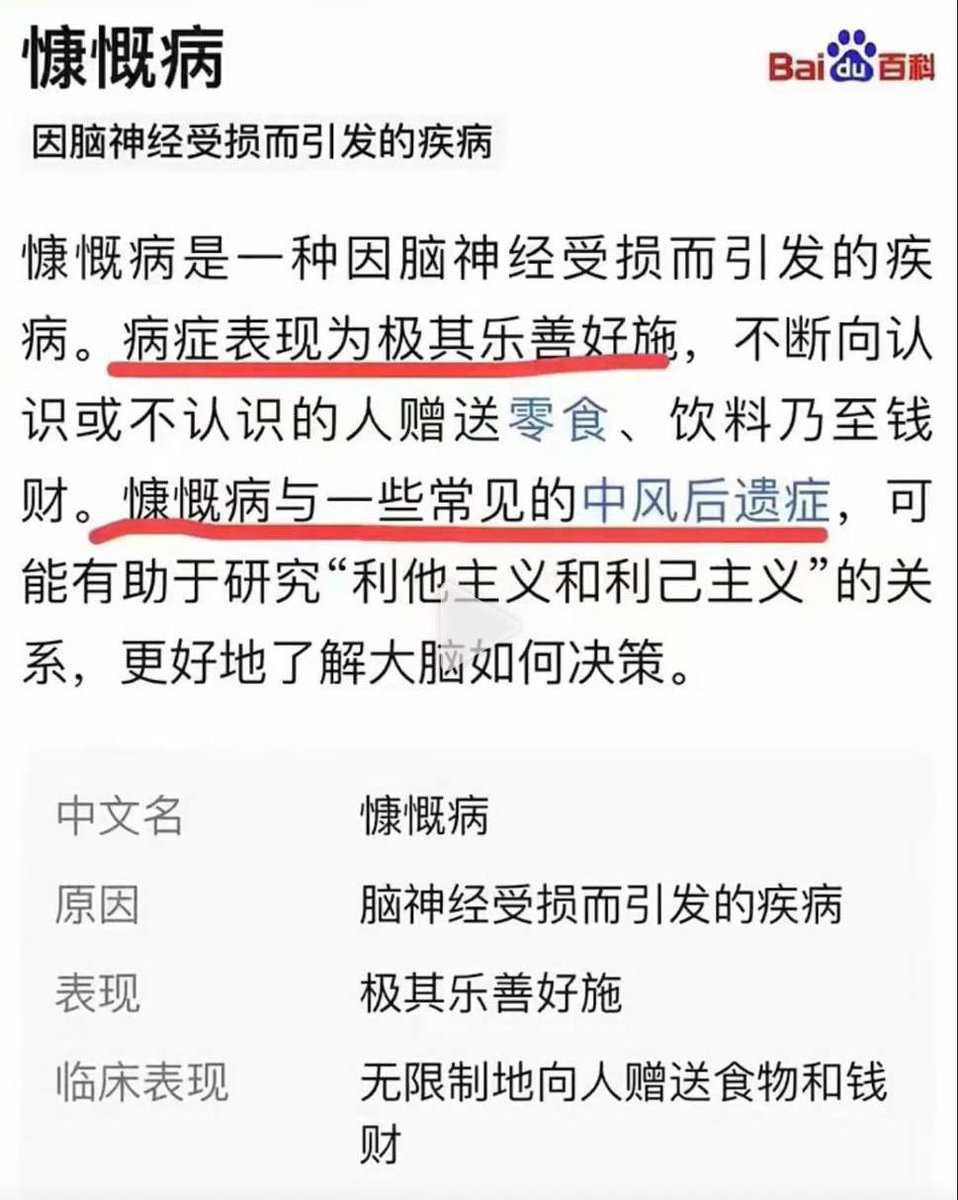 慷慨病
Bai du 百科
因脑神经受损而引发的疾病
慷慨病是一种因脑神经受损而引发的疾
病。病症表现为极其乐善好施，不断向认
识或不认识的人赠送零食、饮料乃至钱
财。慷慨病与一些常见的中风后遗症，可
能有助于研究“利他主义和利己主义”的关
系，更好地了解大脑如何决策。
中文名 慷慨病
原因 脑神经受损而引发的疾病
表现 极其乐善好施
临床表现 无限制地向人赠送食物和钱
财